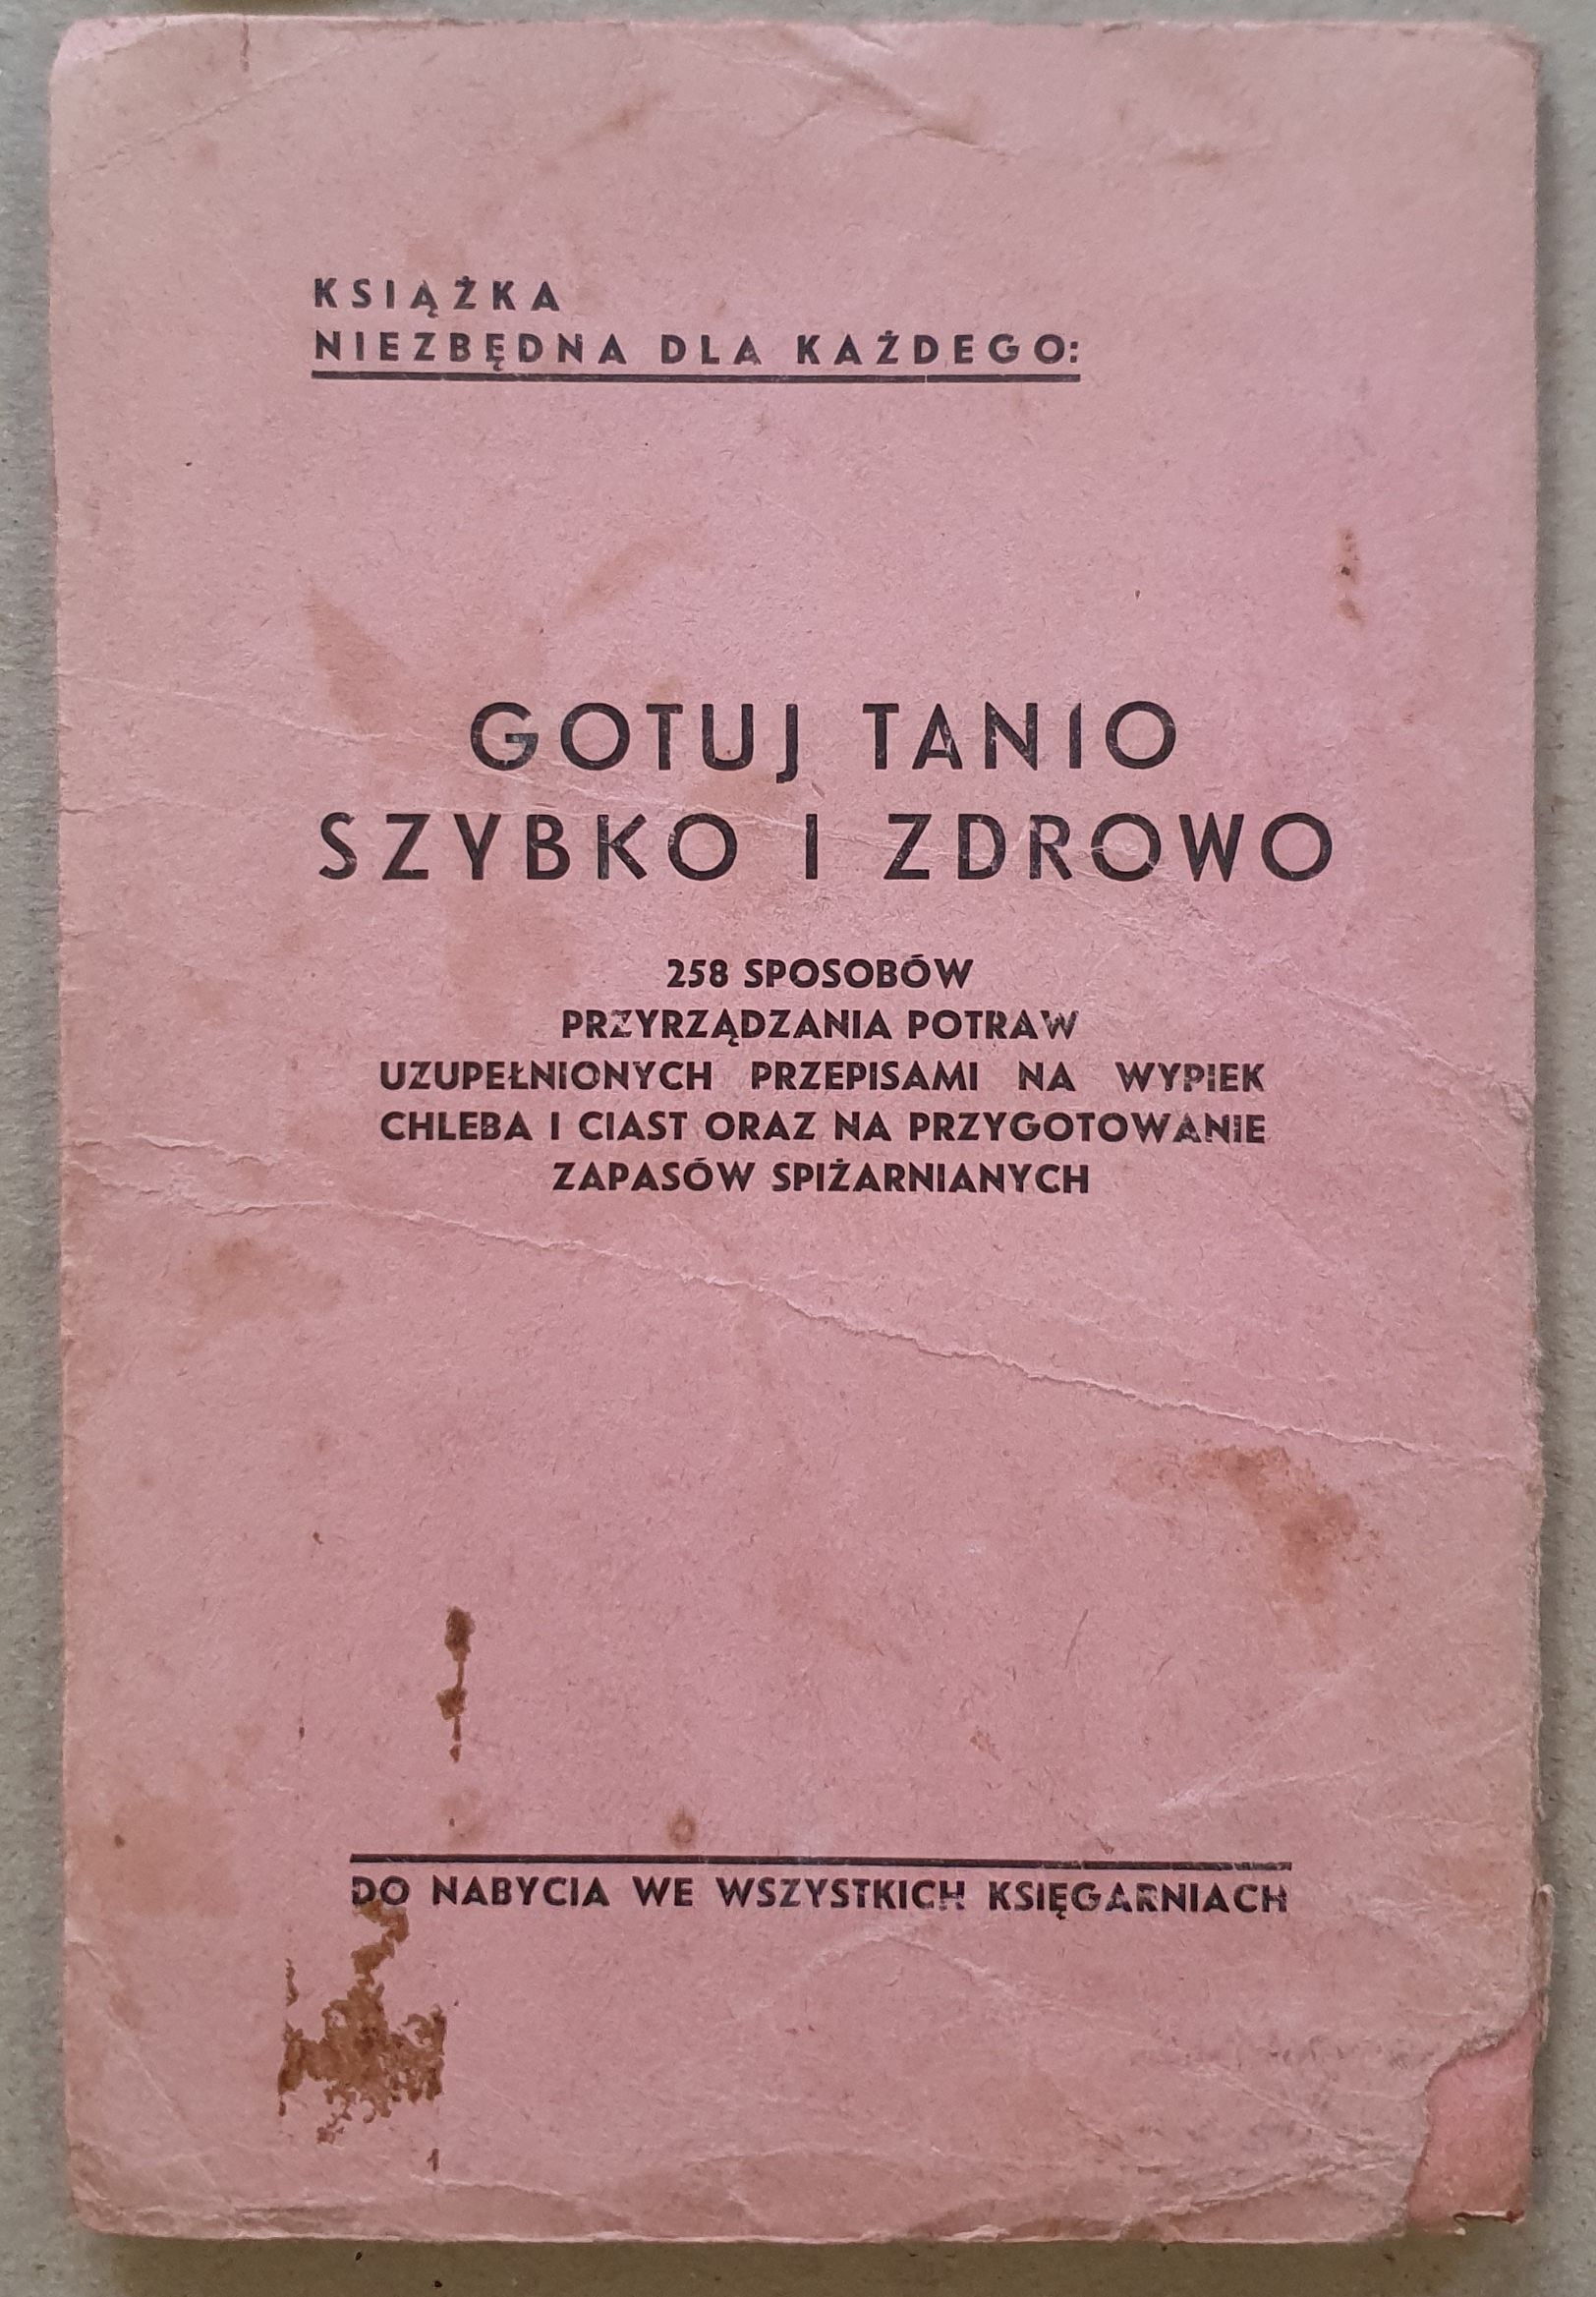 KSIĄŻKA
NIEZBĘDNA DLA KAŻDEGO:
GOTUJ TANIO
SZYBKO I ZDROWO
258 SPOSOBÓW
PRZYRZĄDZANIA POTRAW
UZUPEŁNIONYCH PRZEPISAMI NA WYPIEK
CHLEBA I CIAST ORAZ NA PRZYGOTOWANIE
ZAPASÓW SPIŻARNIANYCH
DO NABYCIA WE WSZYSTKICH KSIĘGARNIACH